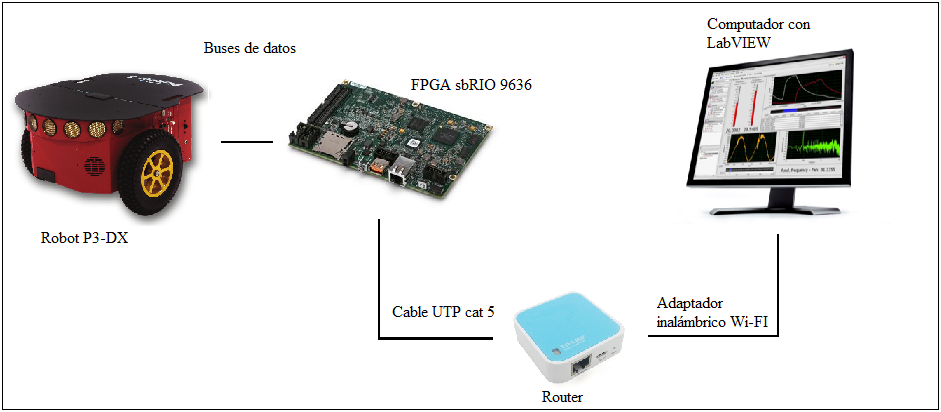 Computador con
LabVIEW
Buses de datos
FPGA sbRIO 9636
Robot P3-DX
Cable UTP cat 5
Adaptador
inalámbrico Wi-FI
Router